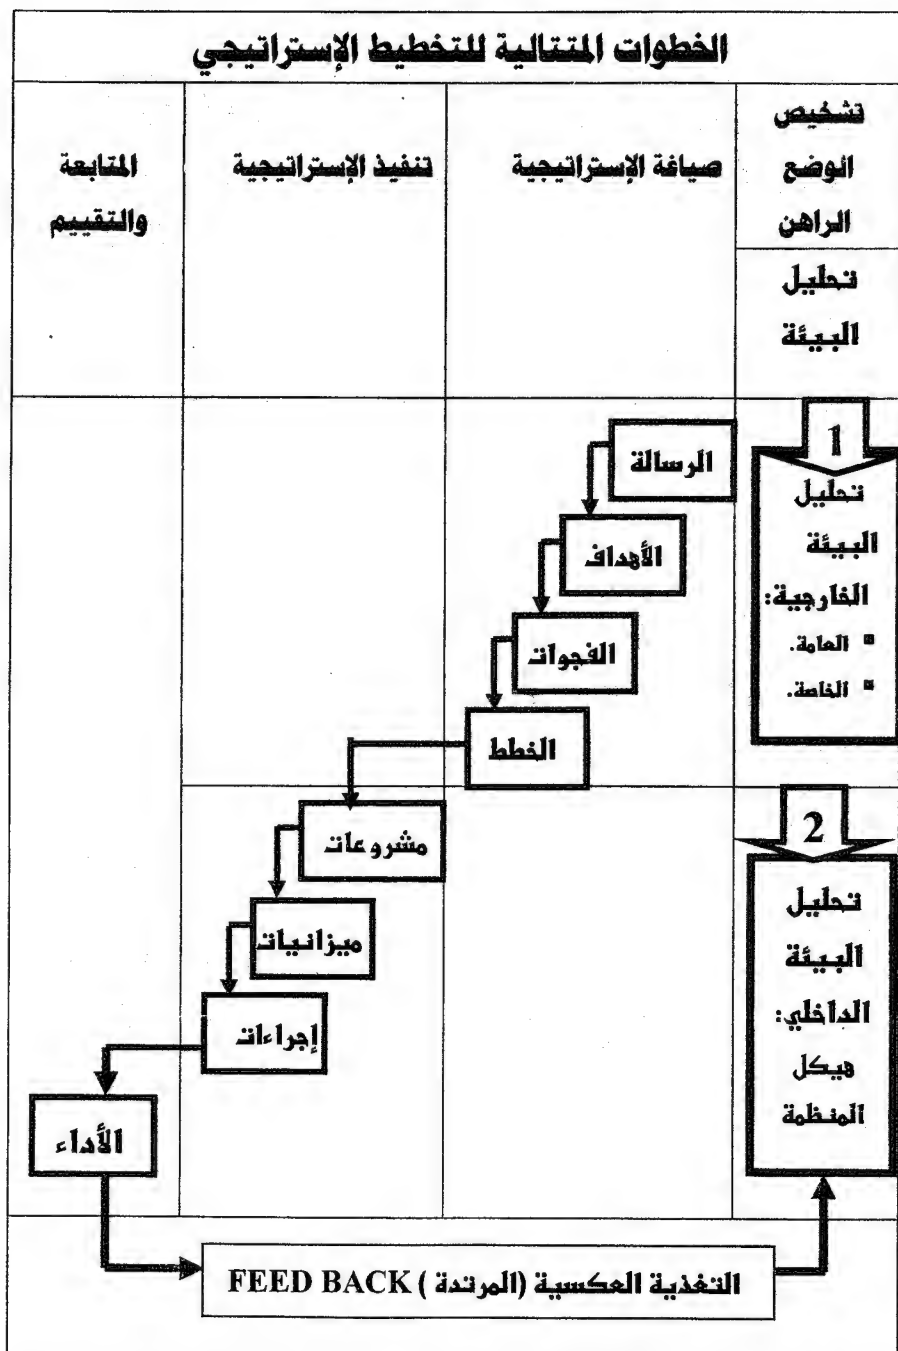 الخطوات المتتالية للتخطيط الإستراتيجي
تشخيص
الوضع
الراهن
تحليل
البيئة
صياغة الإستراتيجية
تنفيذ الإستراتيجية
المتابعة
والتقييم
1
تحليل
البيئة
الخارجية:
▪ العامة.
▪ الخاصة.
الرسالة
الأهداف
الفجوات
الخطط
2
تحليل
البيئة
الداخلي:
هيكل
المنظمة
مشروعات
ميزانيات
إجراءات
الأداء
التغذية العكسية (المرتدة ) FEED BACK